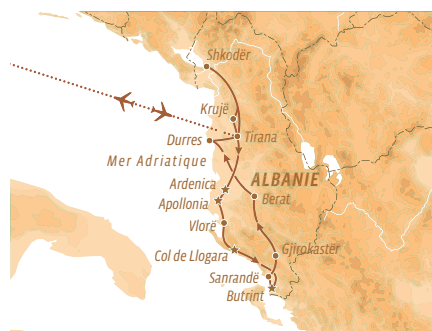 Shkodër
Krujë
Durres
Tirana
Mer Adriatique
Ardenica
ALBANIE
Apollonia
Berat
Vlorë
Col de Llogara
Gjirokastër
Sanrandë
Butrint